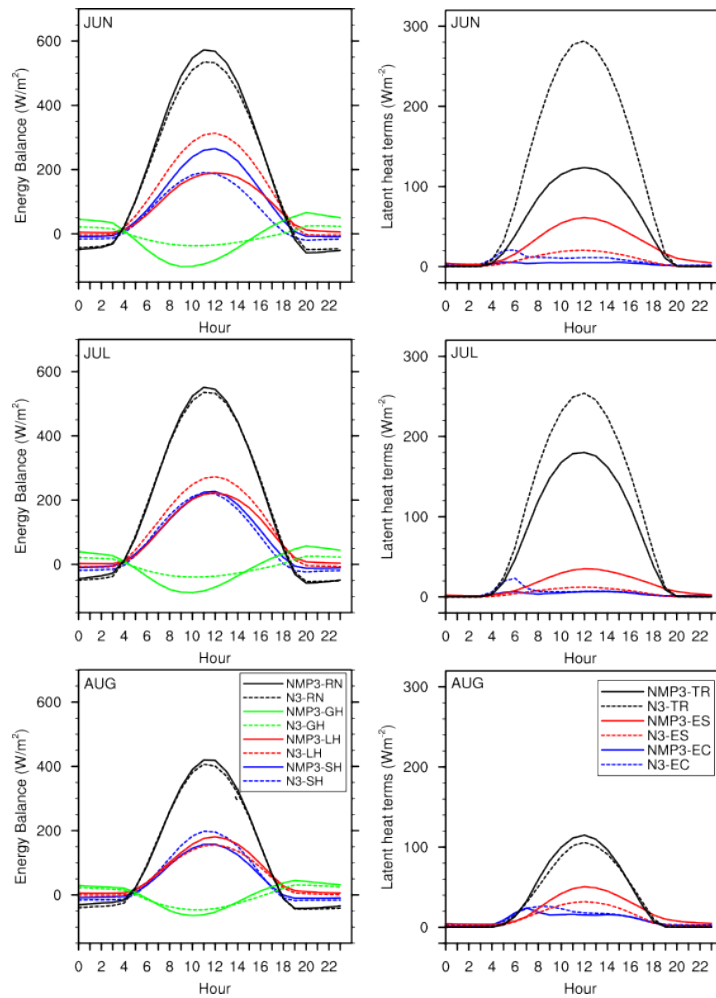 JUN
Energy Balance (W/m²)
600
400
200
0
0 2 4 6 8 10 12 14 16 18 20 22
Hour
JUN
Latent heat terms (Wm⁻²)
300
200
100
0
0 2 4 6 8 10 12 14 16 18 20 22
Hour
JUL
Energy Balance (W/m²)
600
400
200
0
0 2 4 6 8 10 12 14 16 18 20 22
Hour
JUL
Latent heat terms (Wm⁻²)
300
200
100
0
0 2 4 6 8 10 12 14 16 18 20 22
Hour
AUG
Energy Balance (W/m²)
600
400
200
0
NMP3-RN
N3-RN
NMP3-GH
N3-GH
NMP3-LH
N3-LH
NMP3-SH
N3-SH
0 2 4 6 8 10 12 14 16 18 20 22
Hour
AUG
Latent heat terms (Wm⁻²)
300
200
100
0
NMP3-TR
N3-TR
NMP3-ES
N3-ES
NMP3-EC
N3-EC
0 2 4 6 8 10 12 14 16 18 20 22
Hour